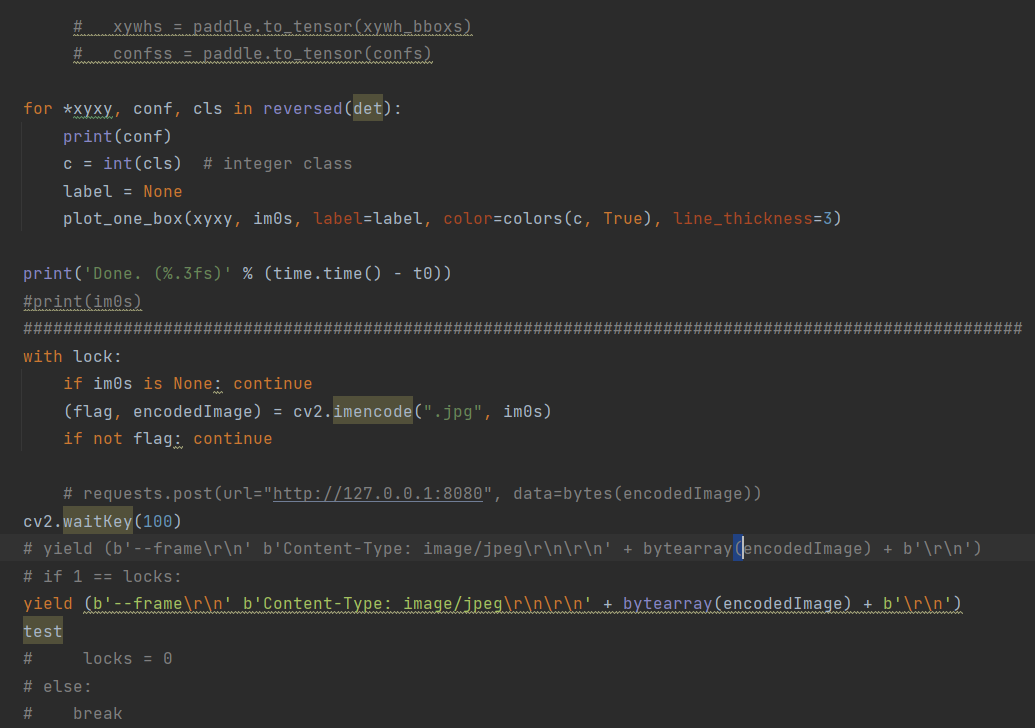 #   xywhs = paddle.to_tensor(xywh_bboxs)
#   confss = paddle.to_tensor(confs)
for *xyxy, conf, cls in reversed(det):
    print(conf)
    c = int(cls)  # integer class
    label = None
    plot_one_box(xyxy, im0s, label=label, color=colors(c, True), line_thickness=3)
print('Done. (%.3fs)' % (time.time() - t0))
#print(im0s)
####################################################################################################
with lock:
    if im0s is None: continue
    (flag, encodedImage) = cv2.imencode(".jpg", im0s)
    if not flag: continue
    # requests.post(url="http://127.0.0.1:8080", data=bytes(encodedImage))
cv2.waitKey(100)
# yield (b'--frame\r\n' b'Content-Type: image/jpeg\r\n\r\n' + bytearray(encodedImage) + b'\r\n')
# if 1 == locks:
yield (b'--frame\r\n' b'Content-Type: image/jpeg\r\n\r\n' + bytearray(encodedImage) + b'\r\n')
test
#     locks = 0
# else:
#    break